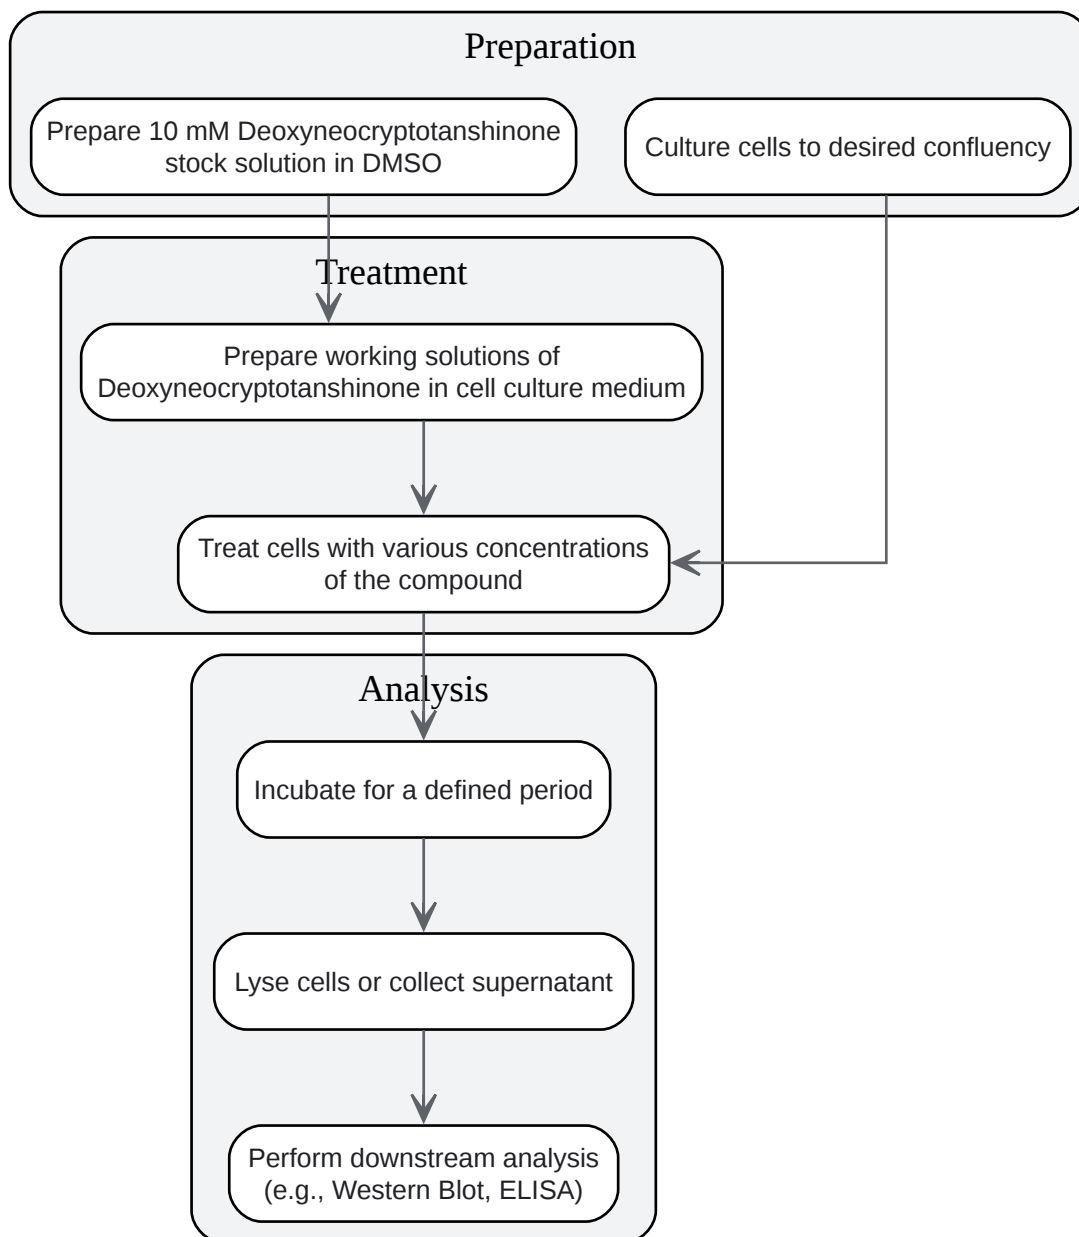 Preparation
Prepare 10 mM Deoxyneocryptotanshinone
stock solution in DMSO
Culture cells to desired confluency
Treatment
Prepare working solutions of
Deoxyneocryptotanshinone in cell culture medium
Treat cells with various concentrations
of the compound
Analysis
Incubate for a defined period
Lyse cells or collect supernatant
Perform downstream analysis
(e.g., Western Blot, ELISA)